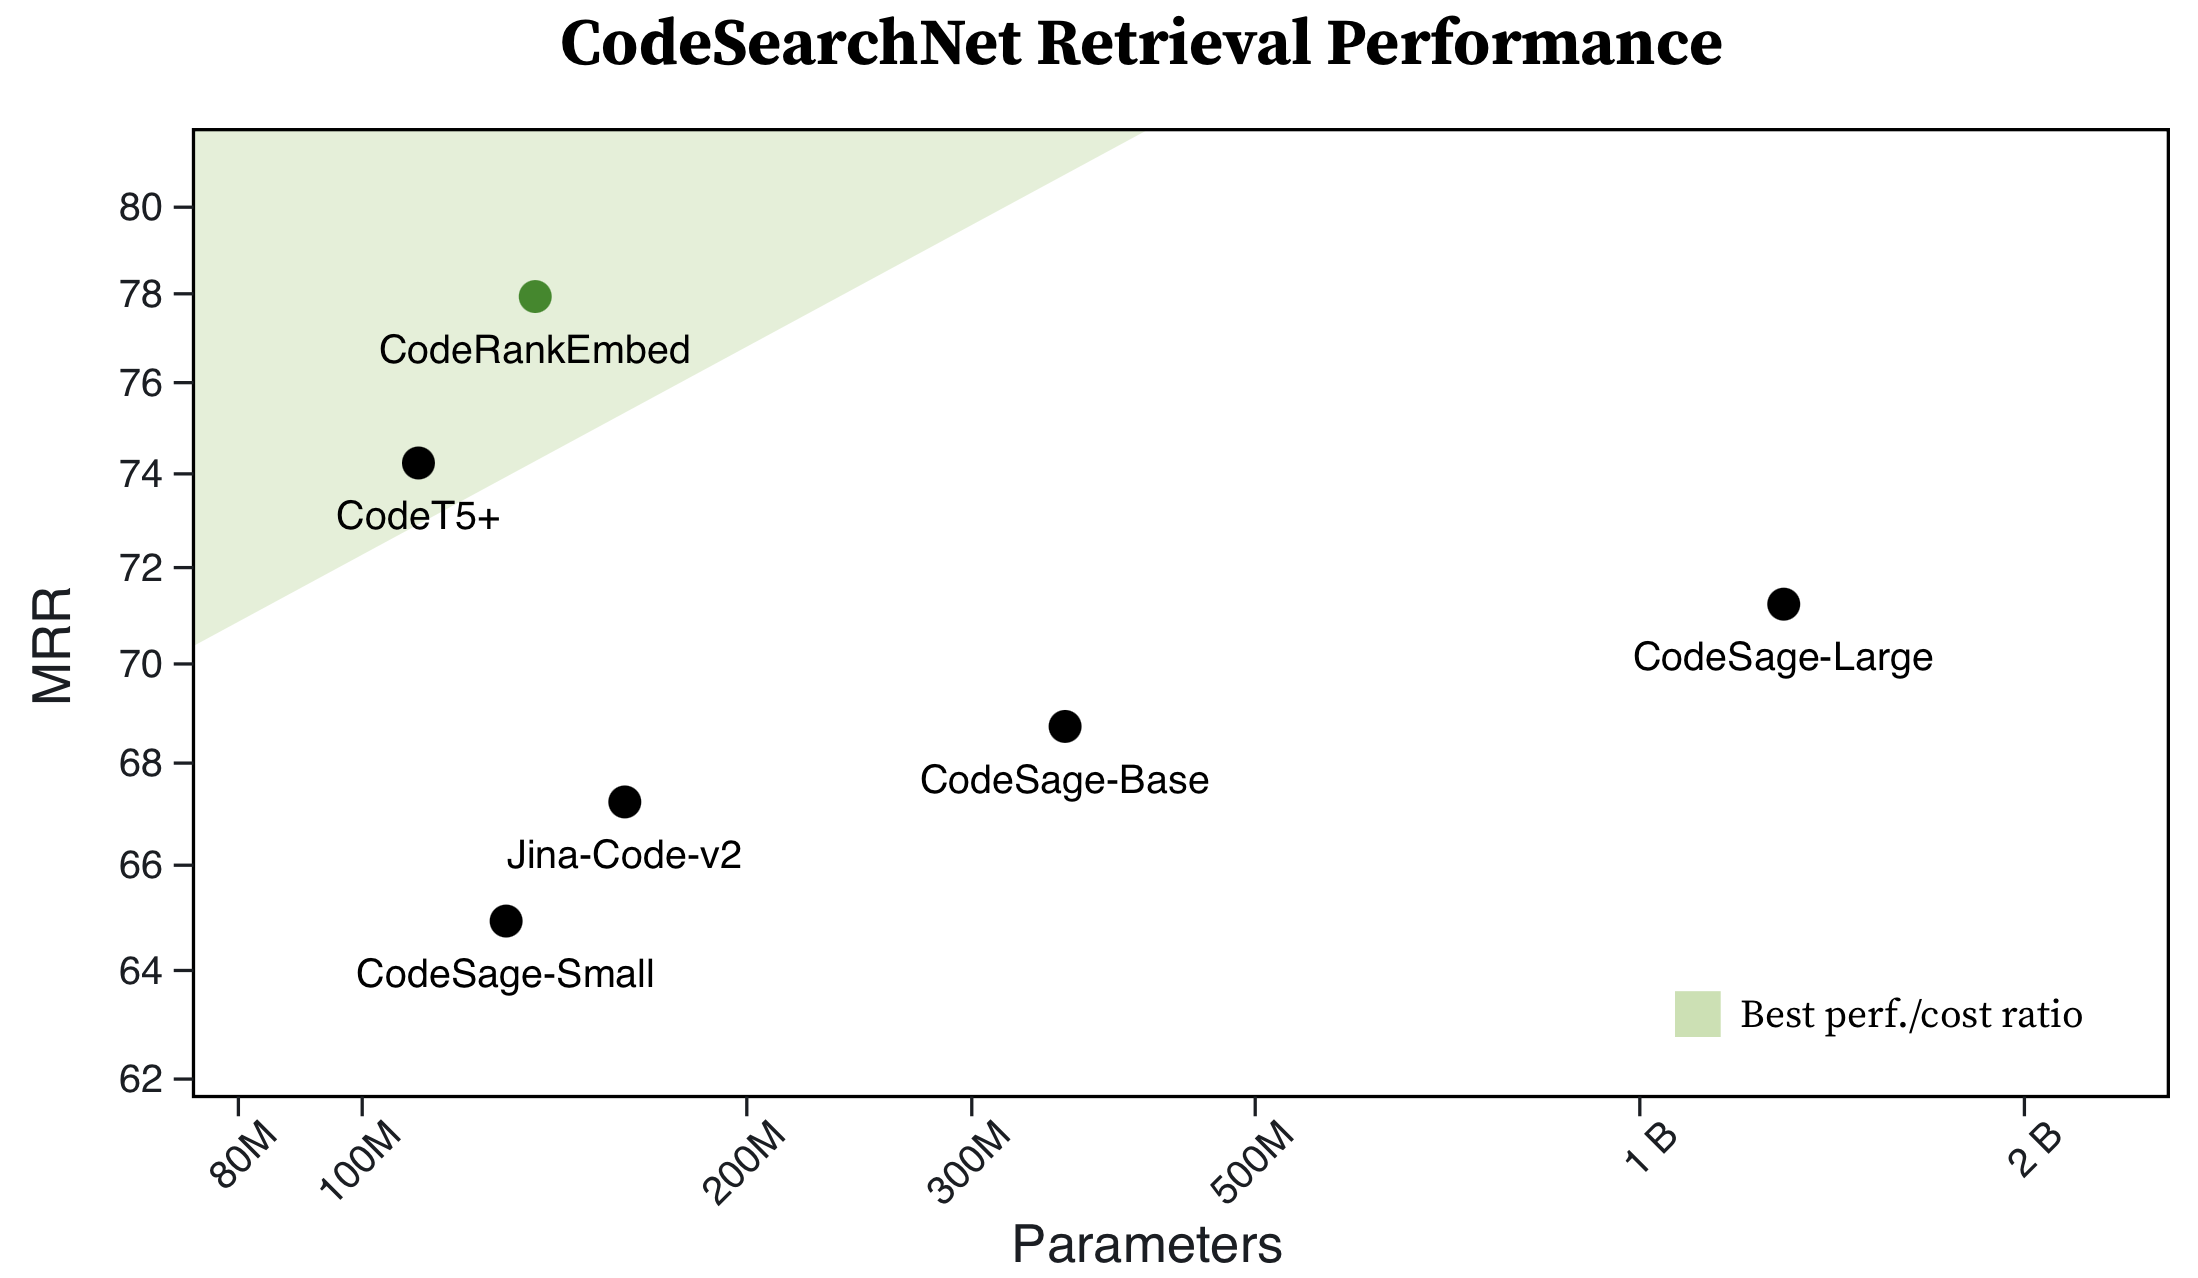 CodeSearchNet Retrieval Performance
80
78
CodeRankEmbed
76
74
CodeT5+
72
MRR
70
CodeSage-Large
68
CodeSage-Base
66
Jina-Code-v2
64
CodeSage-Small
Best perf./cost ratio
62
80M 100M 200M 300M 500M 1 B 2 B
Parameters